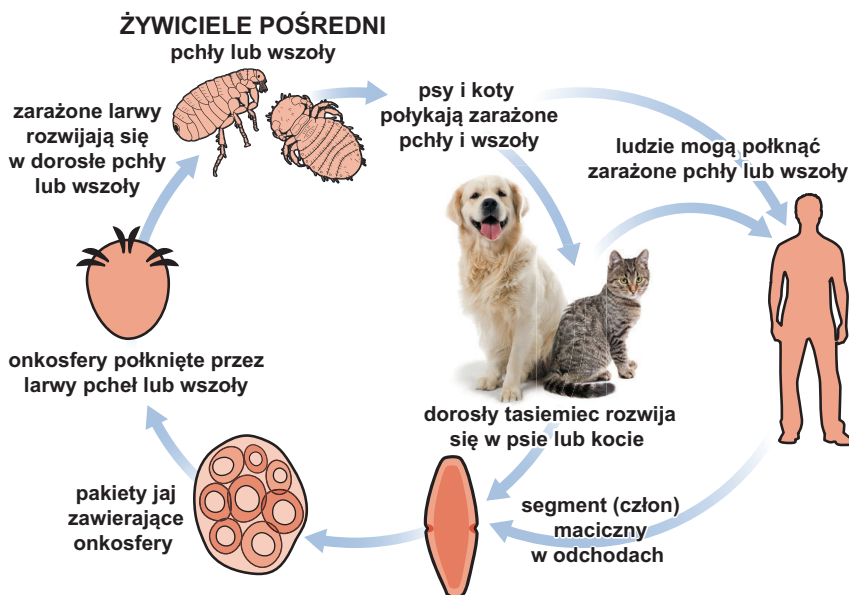 ŻYWICIELE POŚREDNI
pchły lub wszoły
zarażone larwy
rozwijają się
w dorosłe pchły
lub wszoły
psy i koty
połykają zarażone
pchły i wszoły
ludzie mogą połknąć
zarażone pchły lub wszoły
dorosły tasiemiec rozwija
się w psie lub kocie
segment (człon)
maciczny
w odchodach
pakiety jaj
zawierające
onkosfery
onkosfery połknięte przez
larwy pcheł lub wszoły